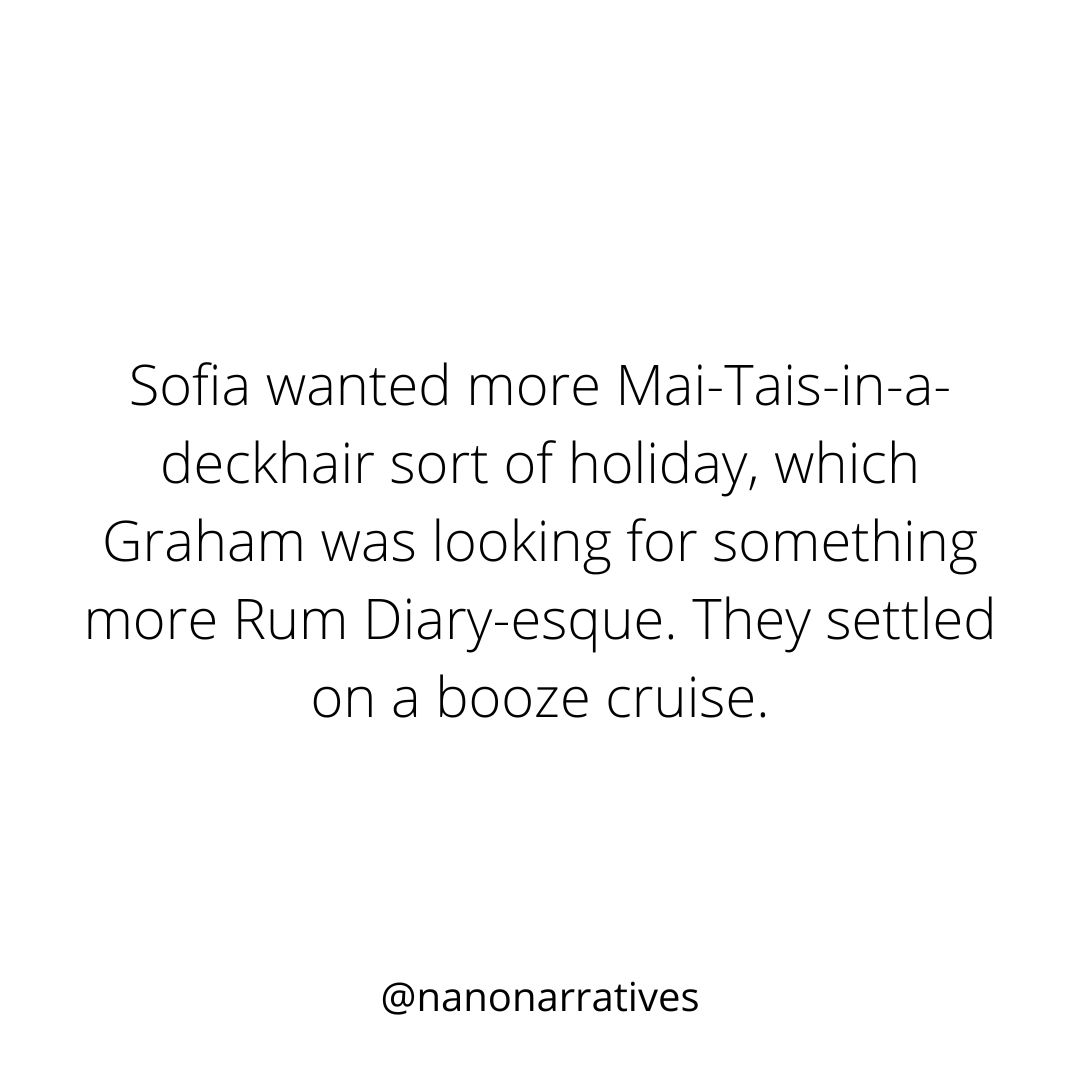 Sofia wanted more Mai-Tais-in-a-
deckhair sort of holiday, which
Graham was looking for something
more Rum Diary-esque. They settled
on a booze cruise.
@nanonarratives